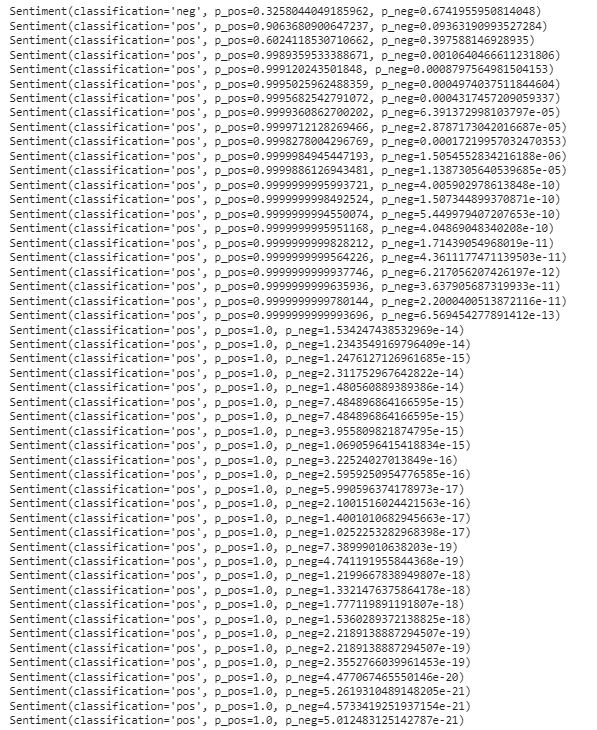 Sentiment(classification='neg', p_pos=0.3258044049185962, p_neg=0.6741955950814048)
Sentiment(classification='pos', p_pos=0.9063680900647237, p_neg=0.09363190993527284)
Sentiment(classification='pos', p_pos=0.6024118530710662, p_neg=0.397588146928935)
Sentiment(classification='pos', p_pos=0.9989359533388671, p_neg=0.0010640466611231806)
Sentiment(classification='pos', p_pos=0.999120243501848, p_neg=0.0008797564981504153)
Sentiment(classification='pos', p_pos=0.9995025962488359, p_neg=0.0004974037511844604)
Sentiment(classification='pos', p_pos=0.9995682542791072, p_neg=0.0004317457209059337)
Sentiment(classification='pos', p_pos=0.9999360862700202, p_neg=6.391372998103797e-05)
Sentiment(classification='pos', p_pos=0.9999712128269466, p_neg=2.8787173042016687e-05)
Sentiment(classification='pos', p_pos=0.9998278004296769, p_neg=0.00017219957032470353)
Sentiment(classification='pos', p_pos=0.9999984945447193, p_neg=1.5054552834216188e-06)
Sentiment(classification='pos', p_pos=0.9999886126943481, p_neg=1.1387305640539685e-05)
Sentiment(classification='pos', p_pos=0.9999999995993721, p_neg=4.005902978613848e-10)
Sentiment(classification='pos', p_pos=0.9999999998492524, p_neg=1.507344899370871e-10)
Sentiment(classification='pos', p_pos=0.9999999994550074, p_neg=5.449979407207653e-10)
Sentiment(classification='pos', p_pos=0.9999999995951168, p_neg=4.04869048340208e-10)
Sentiment(classification='pos', p_pos=0.9999999999828212, p_neg=1.71439054968019e-11)
Sentiment(classification='pos', p_pos=0.9999999999564226, p_neg=4.3611177471139503e-11)
Sentiment(classification='pos', p_pos=0.9999999999937746, p_neg=6.217056207426197e-12)
Sentiment(classification='pos', p_pos=0.9999999999635936, p_neg=3.637905687319933e-11)
Sentiment(classification='pos', p_pos=0.9999999999780144, p_neg=2.2000400513872116e-11)
Sentiment(classification='pos', p_pos=0.9999999999993696, p_neg=6.569454277891412e-13)
Sentiment(classification='pos', p_pos=1.0, p_neg=1.534247438532969e-14)
Sentiment(classification='pos', p_pos=1.0, p_neg=1.2343549169796409e-14)
Sentiment(classification='pos', p_pos=1.0, p_neg=1.2476127126961685e-15)
Sentiment(classification='pos', p_pos=1.0, p_neg=2.311752967642822e-14)
Sentiment(classification='pos', p_pos=1.0, p_neg=1.480560889389386e-14)
Sentiment(classification='pos', p_pos=1.0, p_neg=7.484896864166595e-15)
Sentiment(classification='pos', p_pos=1.0, p_neg=7.484896864166595e-15)
Sentiment(classification='pos', p_pos=1.0, p_neg=3.955809821874795e-15)
Sentiment(classification='pos', p_pos=1.0, p_neg=1.0690596415418834e-15)
Sentiment(classification='pos', p_pos=1.0, p_neg=3.22524027013849e-16)
Sentiment(classification='pos', p_pos=1.0, p_neg=2.5959250954776585e-16)
Sentiment(classification='pos', p_pos=1.0, p_neg=5.990596374178973e-17)
Sentiment(classification='pos', p_pos=1.0, p_neg=2.1001516024421563e-16)
Sentiment(classification='pos', p_pos=1.0, p_neg=1.4001010682945663e-17)
Sentiment(classification='pos', p_pos=1.0, p_neg=1.0252253282968398e-17)
Sentiment(classification='pos', p_pos=1.0, p_neg=7.38999010638203e-19)
Sentiment(classification='pos', p_pos=1.0, p_neg=4.741191955844368e-19)
Sentiment(classification='pos', p_pos=1.0, p_neg=1.2199667838949807e-18)
Sentiment(classification='pos', p_pos=1.0, p_neg=1.3321476375864178e-18)
Sentiment(classification='pos', p_pos=1.0, p_neg=1.777119891191807e-18)
Sentiment(classification='pos', p_pos=1.0, p_neg=1.5360289372138825e-18)
Sentiment(classification='pos', p_pos=1.0, p_neg=2.2189138887294507e-19)
Sentiment(classification='pos', p_pos=1.0, p_neg=2.2189138887294507e-19)
Sentiment(classification='pos', p_pos=1.0, p_neg=2.3552766039961453e-19)
Sentiment(classification='pos', p_pos=1.0, p_neg=4.477067465550146e-20)
Sentiment(classification='pos', p_pos=1.0, p_neg=5.2619310489148205e-21)
Sentiment(classification='pos', p_pos=1.0, p_neg=4.5733419251937154e-21)
Sentiment(classification='pos', p_pos=1.0, p_neg=5.012483125142787e-21)